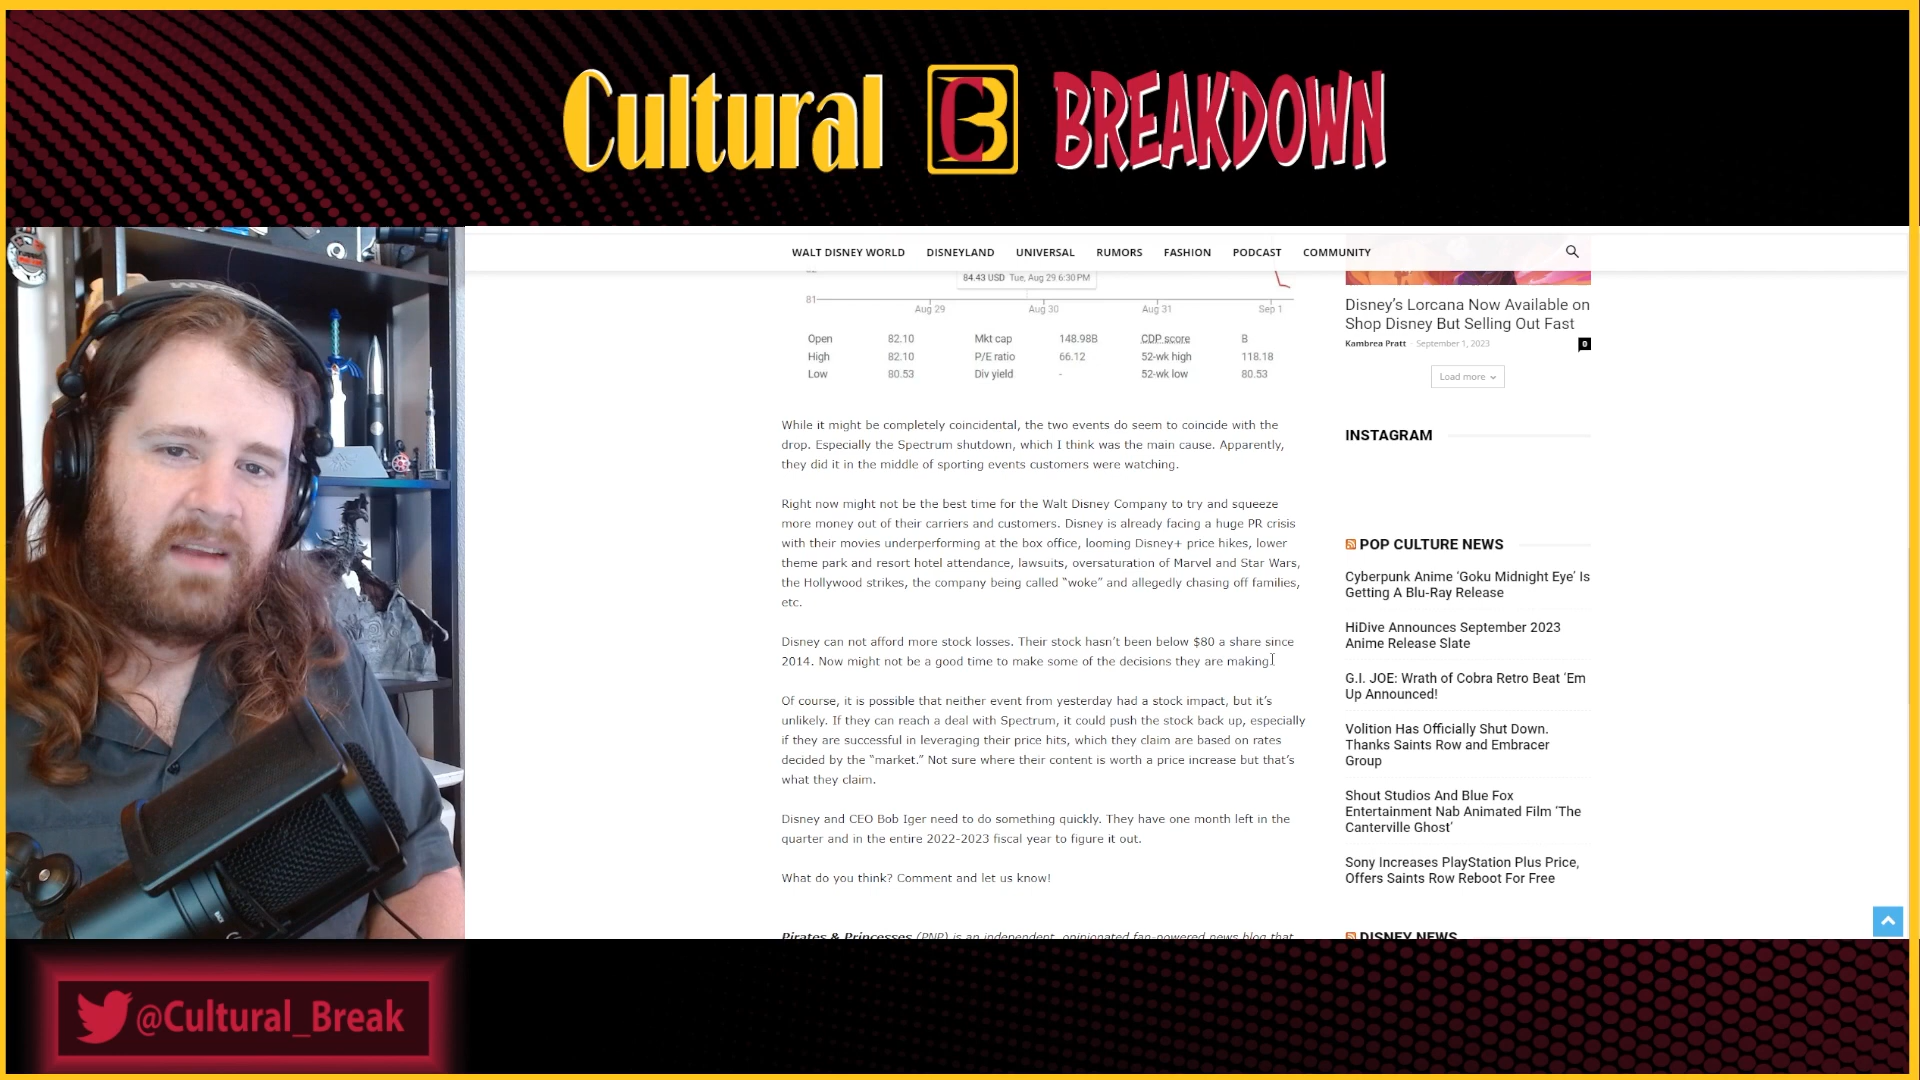 Cultural CB BREAKDOWN
WALT DISNEY WORLD DISNEYLAND UNIVERSAL RUMORS FASHION PODCAST COMMUNITY
84.43 USD Tue, Aug 29 6:30 PM
81
Aug 29 Aug 30 Aug 31 Sep 1
Open 82.10 Mkt cap 148.98B CDP score B
High 82.10 P/E ratio 66.12 52-wk high 118.18
Low 80.53 Div yield - 52-wk low 80.53
While it might be completely coincidental, the two events do seem to coincide with the
drop. Especially the Spectrum shutdown, which I think was the main cause. Apparently,
they did it in the middle of sporting events customers were watching.
Right now might not be the best time for the Walt Disney Company to try and squeeze
more money out of their carriers and customers. Disney is already facing a huge PR crisis
with their movies underperforming at the box office, looming Disney+ price hikes, lower
theme park and resort hotel attendance, lawsuits, oversaturation of Marvel and Star Wars,
the Hollywood strikes, the company being called “woke” and allegedly chasing off families,
etc.
Disney can not afford more stock losses. Their stock hasn’t been below $80 a share since
2014. Now might not be a good time to make some of the decisions they are making.
Of course, it is possible that neither event from yesterday had a stock impact, but it’s
unlikely. If they can reach a deal with Spectrum, it could push the stock back up, especially
if they are successful in leveraging their price hits, which they claim are based on rates
decided by the “market.” Not sure where their content is worth a price increase but that’s
what they claim.
Disney and CEO Bob Iger need to do something quickly. They have one month left in the
quarter and in the entire 2022-2023 fiscal year to figure it out.
What do you think? Comment and let us know!
Pirates & Princesses (PNP) is an independent, opinionated fan-powered news blog that
Disney’s Lorcana Now Available on
Shop Disney But Selling Out Fast
Kambrea Pratt - September 1, 2023 0
Load more
INSTAGRAM
POP CULTURE NEWS
Cyberpunk Anime ‘Goku Midnight Eye’ Is
Getting A Blu-Ray Release
HiDive Announces September 2023
Anime Release Slate
G.I. JOE: Wrath of Cobra Retro Beat ‘Em
Up Announced!
Volition Has Officially Shut Down.
Thanks Saints Row and Embracer
Group
Shout Studios And Blue Fox
Entertainment Nab Animated Film ‘The
Canterville Ghost’
Sony Increases PlayStation Plus Price,
Offers Saints Row Reboot For Free
DISNEY NEWS
@Cultural_Break